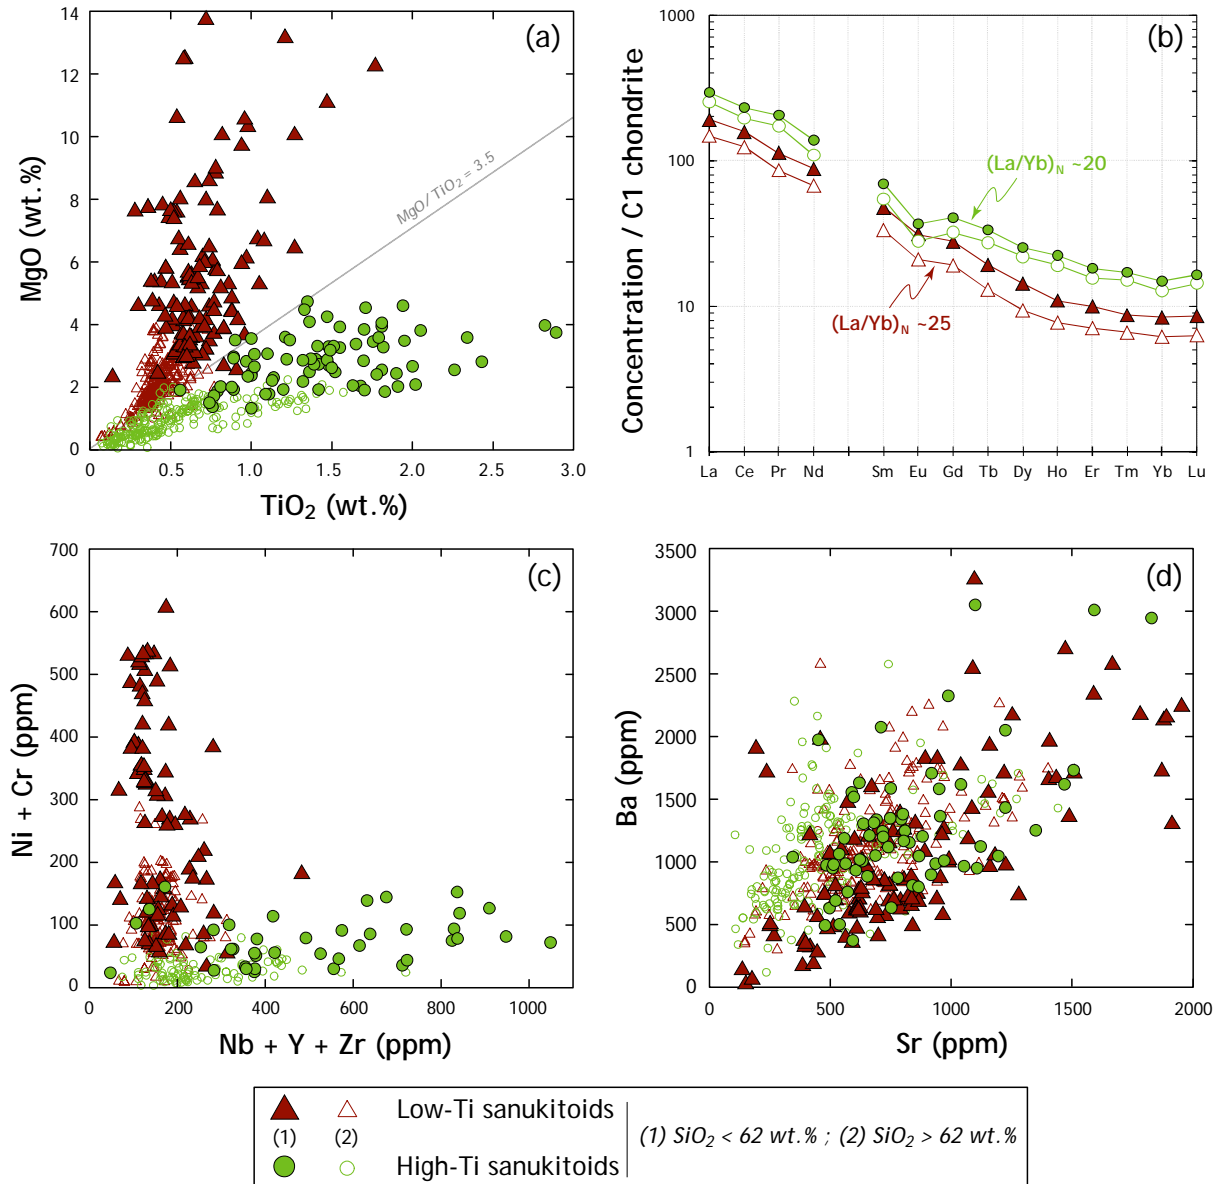 (a)
MgO (wt.%)
14
12
10
8
6
4
2
0
MgO/TiO₂ = 3.5
0 0.5 1.0 1.5 2.0 2.5 3.0
TiO₂ (wt.%)
(b)
Concentration / C1 chondrite
1000
100
10
1
(La/Yb)N ~20
(La/Yb)N ~25
La Ce Pr Nd Sm Eu Gd Tb Dy Ho Er Tm Yb Lu
(c)
Ni + Cr (ppm)
700
600
500
400
300
200
100
0
0 200 400 600 800 1000
Nb + Y + Zr (ppm)
(d)
Ba (ppm)
3500
3000
2500
2000
1500
1000
500
0
0 500 1000 1500 2000
Sr (ppm)
Low-Ti sanukitoids
(1) (2)
(1) SiO₂ < 62 wt.% ; (2) SiO₂ > 62 wt.%
High-Ti sanukitoids